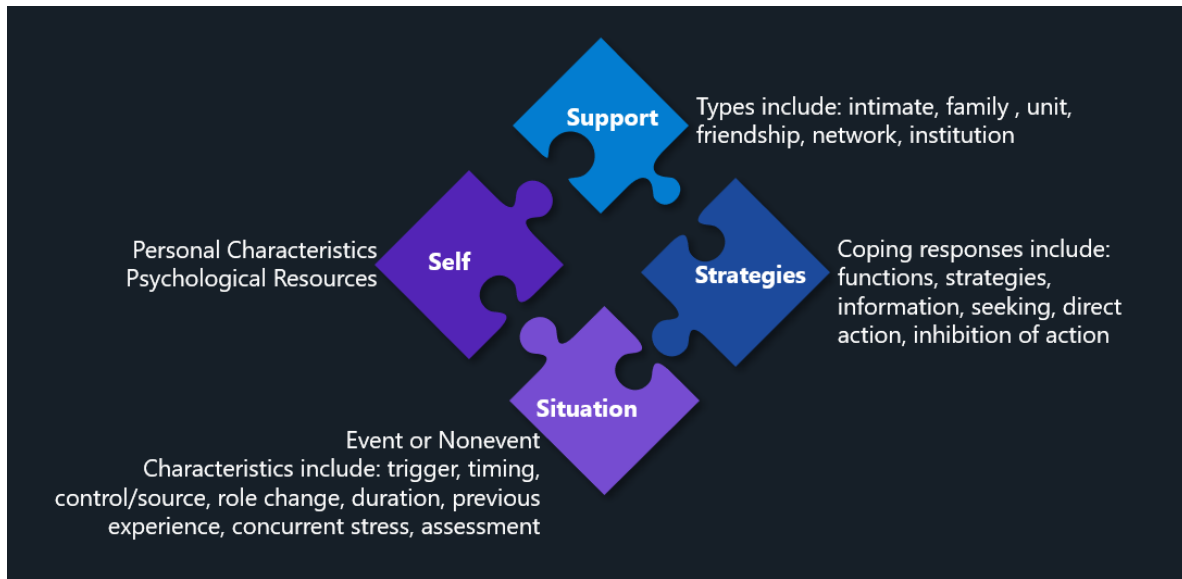 Support
Types include: intimate, family , unit,
friendship, network, institution
Self
Personal Characteristics
Psychological Resources
Strategies
Coping responses include:
functions, strategies,
information, seeking, direct
action, inhibition of action
Situation
Event or Nonevent
Characteristics include: trigger, timing,
control/source, role change, duration, previous
experience, concurrent stress, assessment